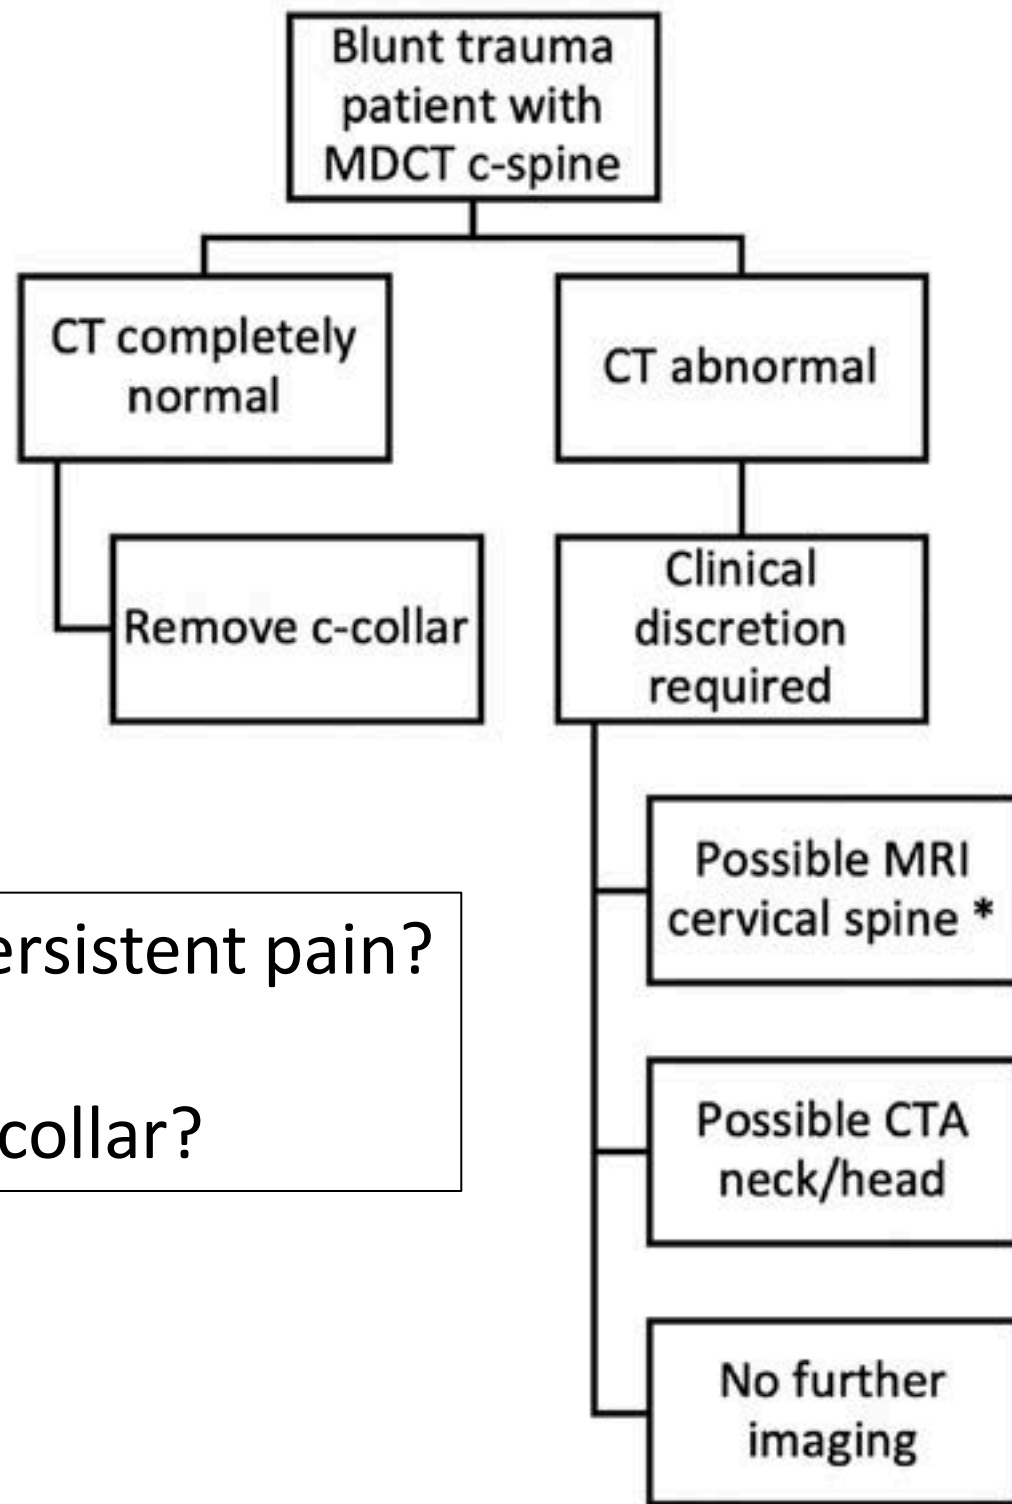 Blunt trauma
patient with
MDCT c-spine
CT completely
normal
Remove c-collar
CT abnormal
Clinical
discretion
required
Possible MRI
cervical spine *
Possible CTA
neck/head
No further
imaging
ersistent pain?
collar?